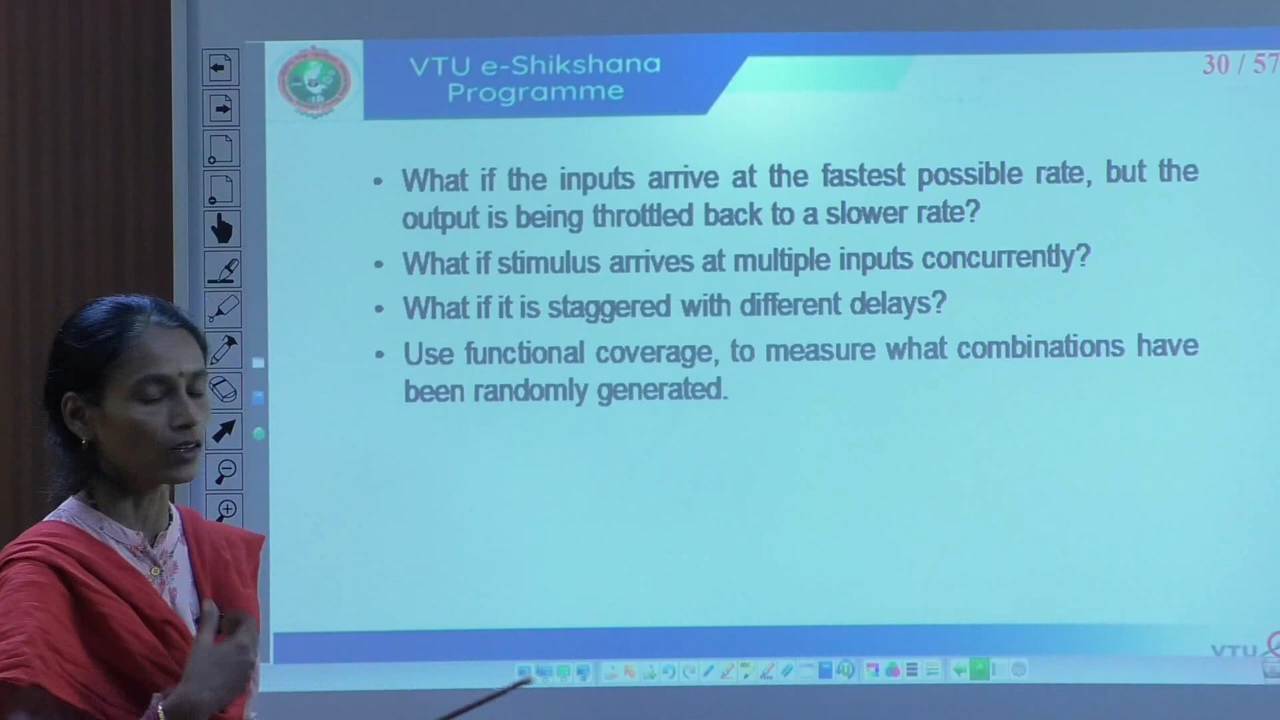 VTU e-Shikshana
Programme
30 / 57
• What if the inputs arrive at the fastest possible rate, but the
output is being throttled back to a slower rate?
• What if stimulus arrives at multiple inputs concurrently?
• What if it is staggered with different delays?
• Use functional coverage, to measure what combinations have
been randomly generated.
VTU